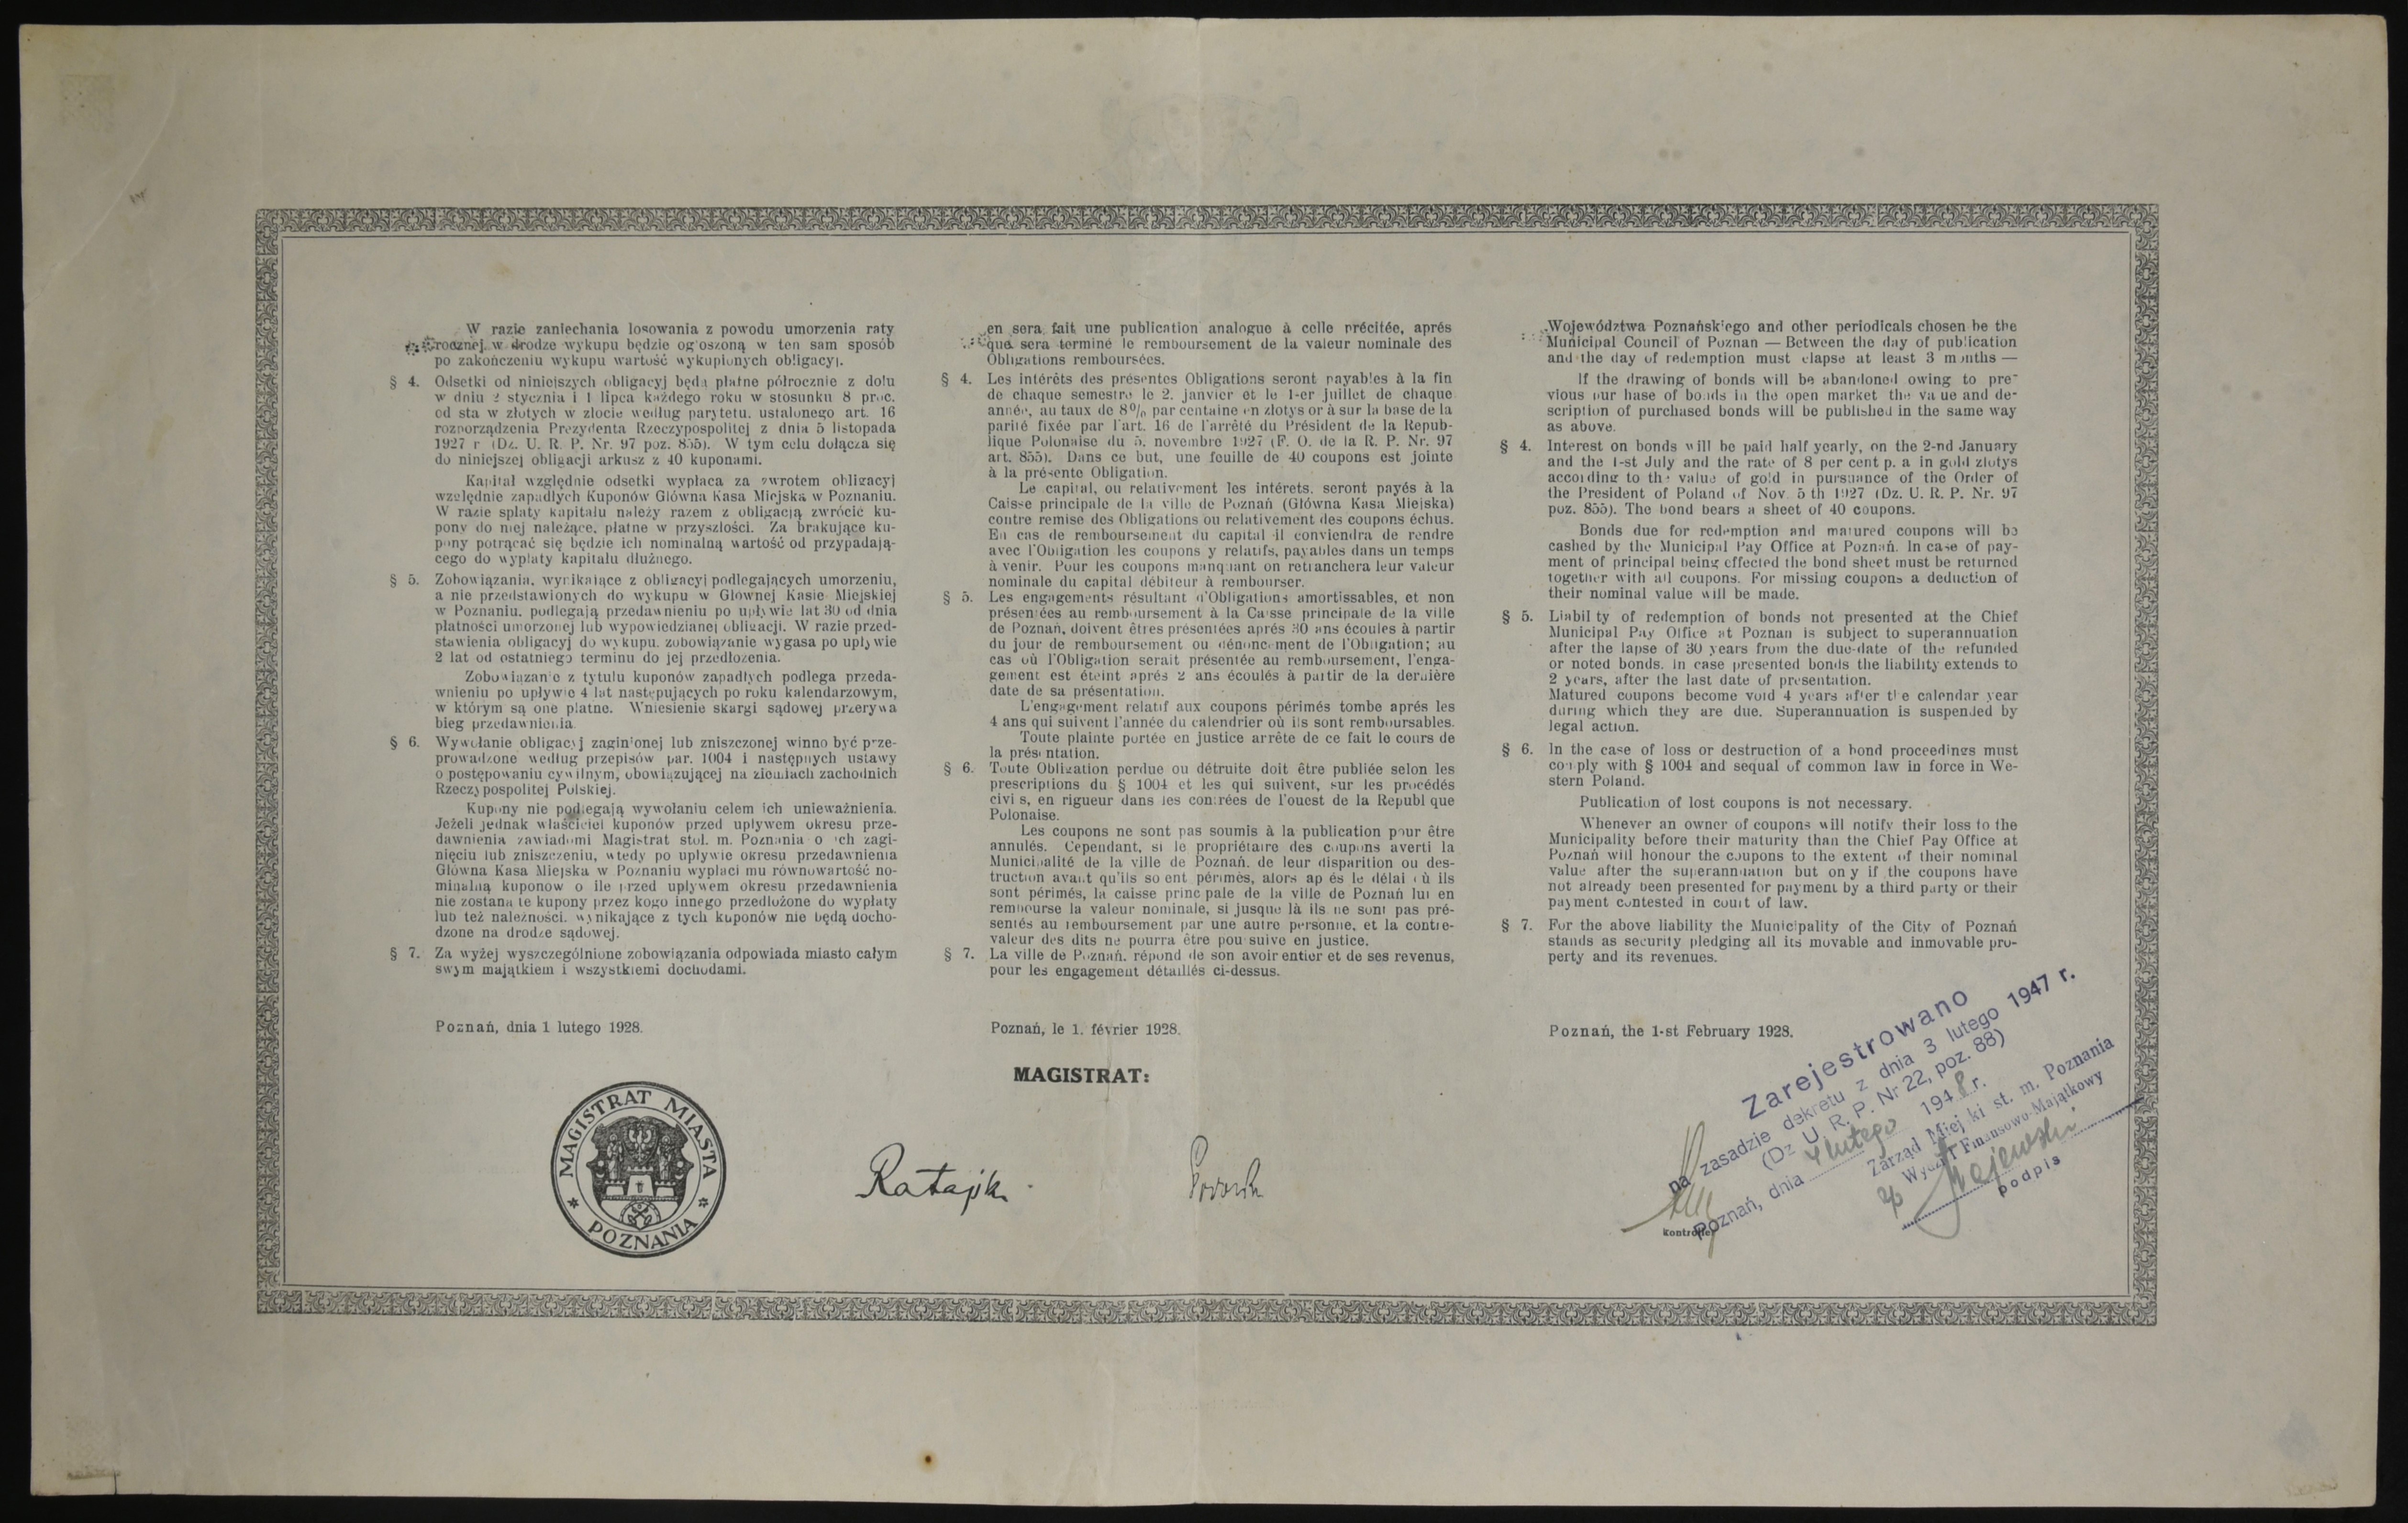 W razie zaniechania losowania z powodu umorzenia raty
rocznej w drodze wykupu będzie ogłoszoną w ten sam sposób
po zakończeniu wykupu wartość wykupionych obligacyj.
§ 4. Odsetki od niniejszych obligacyj będą płatne półrocznie z dołu
w dniu 2 stycznia i 1 lipca każdego roku w stosunku 8 proc.
od sta w złotych w złocie według parytetu, ustalonego art. 16
rozporządzenia Prezydenta Rzeczypospolitej z dnia 5 listopada
1927 r (Dz. U. R. P. Nr. 97 poz. 855). W tym celu dołącza się
do niniejszej obligacji arkusz z 40 kuponami.
Kapitał względnie odsetki wypłaca za zwrotem obligacyj
względnie zapadłych Kuponów Główna Kasa Miejska w Poznaniu.
W razie spłaty kapitału należy razem z obligacją zwrócić ku-
pony do niej należące, płatne w przyszłości. Za brakujące ku-
pony potrącać się będzie ich nominalną wartość od przypadają-
cego do wypłaty kapitału dłużnego.
§ 5. Zobowiązania, wynikające z obligacyj podlegających umorzeniu,
a nie przedstawionych do wykupu w Głównej Kasie Miejskiej
w Poznaniu, podlegają przedawnieniu po upływie lat 30 od dnia
płatności umorzonej lub wypowiedzianej obligacji. W razie przed-
stawienia obligacyj do wykupu, zobowiązanie wygasa po upływie
2 lat od ostatniego terminu do jej przedłożenia.
Zobowiązanie z tytułu kuponów zapadłych podlega przeda-
wnieniu po upływie 4 lat następujących po roku kalendarzowym,
w którym są one płatne. Wniesienie skargi sądowej przerywa
bieg przedawnienia
§ 6. Wywołanie obligacyj zaginionej lub zniszczonej winno być prze-
prowadzone według przepisów par. 1004 i następnych ustawy
o postępowaniu cywilnym, obowiązującej na ziemiach zachodnich
Rzeczypospolitej Polskiej.
Kupony nie podlegają wywołaniu celem ich unieważnienia.
Jeżeli jednak właściciel kuponów przed upływem okresu prze-
dawnienia zawiadomi Magistrat stoł. m. Poznania o ich zagi-
nięciu lub zniszczeniu, wtedy po upływie okresu przedawnienia
Główna Kasa Miejska w Poznaniu wypłaci mu równowartość no-
minalną kuponów o ile przed upływem okresu przedawnienia
nie zostaną te kupony przez kogo innego przedłożone do wypłaty
lub też należności, wynikające z tych kuponów nie będą docho-
dzone na drodze sądowej.
§ 7. Za wyżej wyszczególnione zobowiązania odpowiada miasto całym
swym majątkiem i wszystkiemi dochodami.
Poznań, dnia 1 lutego 1928.
MAGISTRAT MIASTA
* POZNANIA *
en sera fait une publication analogue à celle précitée, aprés
que sera terminé le remboursement de la valeur nominale des
Obligations remboursées.
§ 4. Les intérêts des présentes Obligations seront payables à la fin
de chaque semestre le 2. janvier et le 1-er juillet de chaque
année, au taux de 8% par centaine en zlotys or à sur la base de la
parité fixée par l'art. 16 de l'arrêté du Président de la Repub-
lique Polonaise du 5. novembre 1927 (F. O. de la R. P. Nr. 97
art. 855). Dans ce but, une feuille de 40 coupons est jointe
à la présente Obligation.
Le capital, ou relativement les intérets. seront payés à la
Caisse principale de la ville de Poznań (Główna Kasa Miejska)
contre remise des Obligations ou relativement des coupons échus.
En cas de remboursement du capital il conviendra de rendre
avec l'Obligation les coupons y relatifs, payables dans un temps
à venir. Pour les coupons manquant on retranchera leur valeur
nominale du capital débiteur à rembourser.
§ 5. Les engagements résultant d'Obligations amortissables, et non
présentées au remboursement à la Caisse principale de la ville
de Poznań, doivent êtres présentées aprés 30 ans écoules à partir
du jour de remboursement ou dénoncement de l'Obligation; au
cas où l'Obligation serait présentée au remboursement, l'enga-
gement est éteint aprés 2 ans écoulés à partir de la dernière
date de sa présentation.
L'engagement relatif aux coupons périmés tombe aprés les
4 ans qui suivent l'année du calendrier où ils sont remboursables.
Toute plainte portée en justice arrête de ce fait le cours de
la présentation.
§ 6. Toute Obligation perdue ou détruite doit être publiée selon les
prescriptions du § 1004 et les qui suivent, sur les procédés
civi s, en rigueur dans les contrées de l'ouest de la Republ que
Polonaise.
Les coupons ne sont pas soumis à la publication pour être
annulés. Cependant, si le propriétaire des coupons averti la
Municipalité de la ville de Poznań, de leur disparition ou des-
truction avant qu'ils so ent périmés, alors ap és le délai où ils
sont périmés, la caisse princ pale de la ville de Poznań lui en
rembourse la valeur nominale, si jusque là ils ne sont pas pré-
sentés au remboursement par une autre personne, et la contre-
valeur des dits ne pourra être pou suive en justice.
§ 7. La ville de Poznań. répond de son avoir entier et de ses revenus,
pour les engagement détaillés ci-dessus.
Poznań, le 1. février 1928.
MAGISTRAT:
Ratajski
Województwa Poznańskiego and other periodicals chosen be the
Municipal Council of Poznan — Between the day of publication
and the day of redemption must elapse at least 3 months —
If the drawing of bonds will be abandoned owing to pre-
vious pur hase of bonds in the open market the va ue and de-
scription of purchased bonds will be published in the same way
as above.
§ 4. Interest on bonds will be paid half yearly, on the 2-nd January
and the 1-st July and the rate of 8 per cent p. a in gold zlotys
according to the value of gold in pursuance of the Order of
the President of Poland of Nov. 5 th 1927 (Dz. U. R. P. Nr. 97
poz. 855). The bond bears a sheet of 40 coupons.
Bonds due for redemption and matured coupons will be
cashed by the Municipal Pay Office at Poznań. In case of pay-
ment of principal being effected the bond sheet must be returned
together with all coupons. For missing coupons a deduction of
their nominal value will be made.
§ 5. Liabil ty of redemption of bonds not presented at the Chief
Municipal Pay Office at Poznan is subject to superannuation
after the lapse of 30 years from the due-date of the refunded
or noted bonds. In case presented bonds the liability extends to
2 years, after the last date of presentation.
Matured coupons become void 4 years after the calendar year
during which they are due. Superannuation is suspended by
legal action.
§ 6. In the case of loss or destruction of a bond proceedings must
comply with § 1004 and sequal of common law in force in We-
stern Poland.
Publication of lost coupons is not necessary.
Whenever an owner of coupons will notify their loss to the
Municipality before their maturity than the Chief Pay Office at
Poznań will honour the coupons to the extent of their nominal
value after the superannuation but on y if the coupons have
not already been presented for payment by a third party or their
payment contested in court of law.
§ 7. For the above liability the Municipality of the City of Poznań
stands as security pledging all its movable and inmovable pro-
perty and its revenues.
Poznań, the 1-st February 1928.
Zarejestrowano
na zasadzie dekretu z dnia 3 lutego 1947 r.
(Dz U. R. P. Nr 22, poz. 88)
Poznań, dnia 4 lutego 1948 r.
Zarząd Miejski st. m. Poznania
Wydział Finansowo-Majątkowy
podpis
kontroler